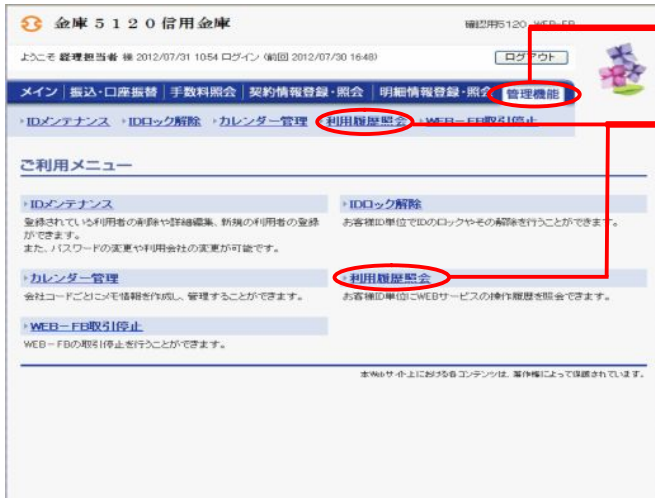 金庫５１２０信用金庫
確認用5120 WEB-FB
ようこそ 経理担当者 様 2012/07/31 10:54 ログイン (前回 2012/07/30 16:48)
ログアウト
メイン 振込・口座振替 手数料照会 契約情報登録・照会 明細情報登録・照会 管理機能
IDメンテナンス IDロック解除 カレンダー管理 利用履歴照会 WEB－FB取引停止
ご利用メニュー
IDメンテナンス
登録されている利用者の削除や詳細編集、新規の利用者の登録
ができます。
また、パスワードの変更や利用会社の変更が可能です。
IDロック解除
お客様ID単位でIDのロックやその解除を行うことができます。
カレンダー管理
会社コードごとにメモ情報を作成し、管理することができます。
利用履歴照会
お客様ID単位にWEBサービスの操作履歴を照会できます。
WEB－FB取引停止
WEB－FBの取引停止を行うことができます。
本Webサイト上における各コンテンツは、著作権によって保護されています。